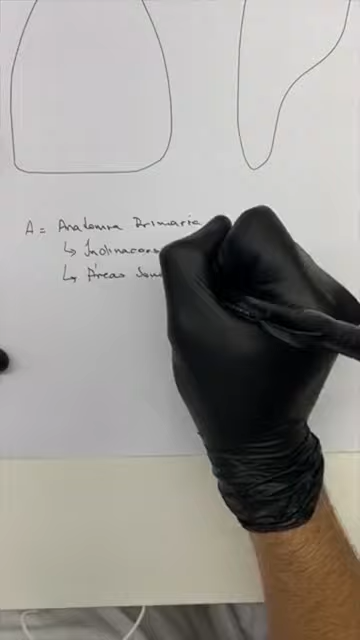 A = Anatomia Primaria
↳ Inclinacoes
↳ Áreas